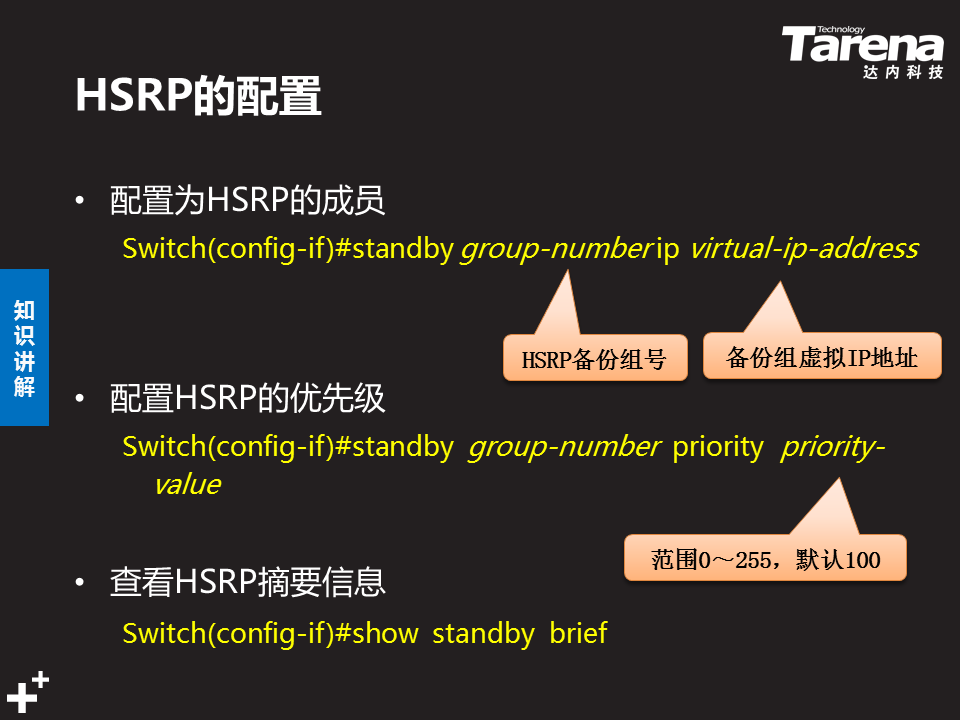 Technology
Tarena
达内科技
HSRP的配置
• 配置为HSRP的成员
Switch(config-if)#standby group-number ip virtual-ip-address
HSRP备份组号
备份组虚拟IP地址
知识讲解
• 配置HSRP的优先级
Switch(config-if)#standby group-number priority priority-
value
范围0～255，默认100
• 查看HSRP摘要信息
Switch(config-if)#show standby brief